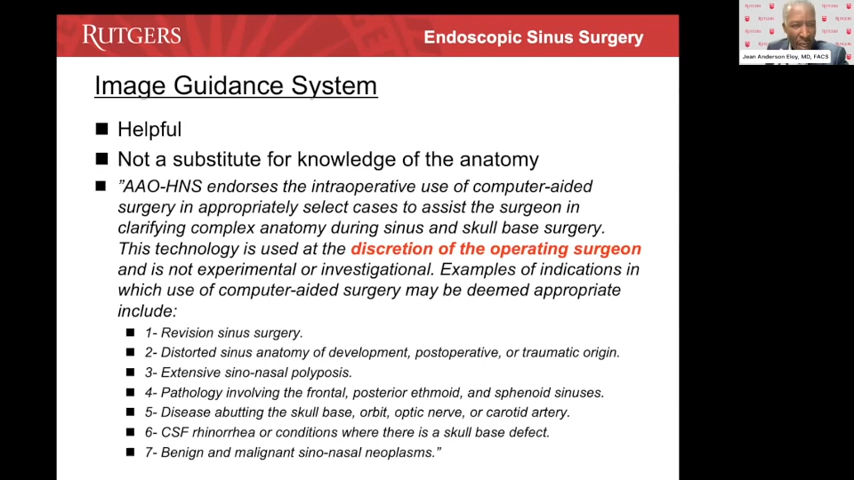 RUTGERS
Endoscopic Sinus Surgery
Jean Anderson Eloy, MD, FACS
Image Guidance System
Helpful
Not a substitute for knowledge of the anatomy
"AAO-HNS endorses the intraoperative use of computer-aided
surgery in appropriately select cases to assist the surgeon in
clarifying complex anatomy during sinus and skull base surgery.
This technology is used at the discretion of the operating surgeon
and is not experimental or investigational. Examples of indications in
which use of computer-aided surgery may be deemed appropriate
include:
1- Revision sinus surgery.
2- Distorted sinus anatomy of development, postoperative, or traumatic origin.
3- Extensive sino-nasal polyposis.
4- Pathology involving the frontal, posterior ethmoid, and sphenoid sinuses.
5- Disease abutting the skull base, orbit, optic nerve, or carotid artery.
6- CSF rhinorrhea or conditions where there is a skull base defect.
7- Benign and malignant sino-nasal neoplasms."